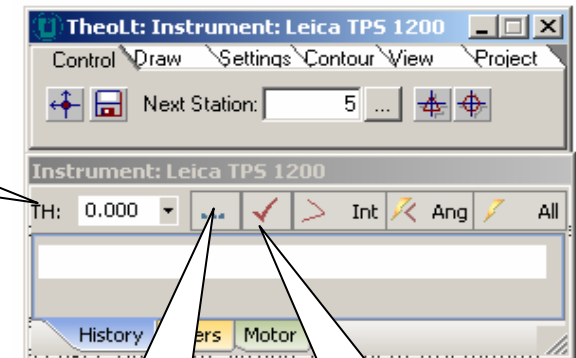 TheoLt: Instrument: Leica TPS 1200
Control Draw Settings Contour View Project
Next Station: 5 ...
Instrument: Leica TPS 1200
TH: 0.000 ... Int Ang All
History ers Motor